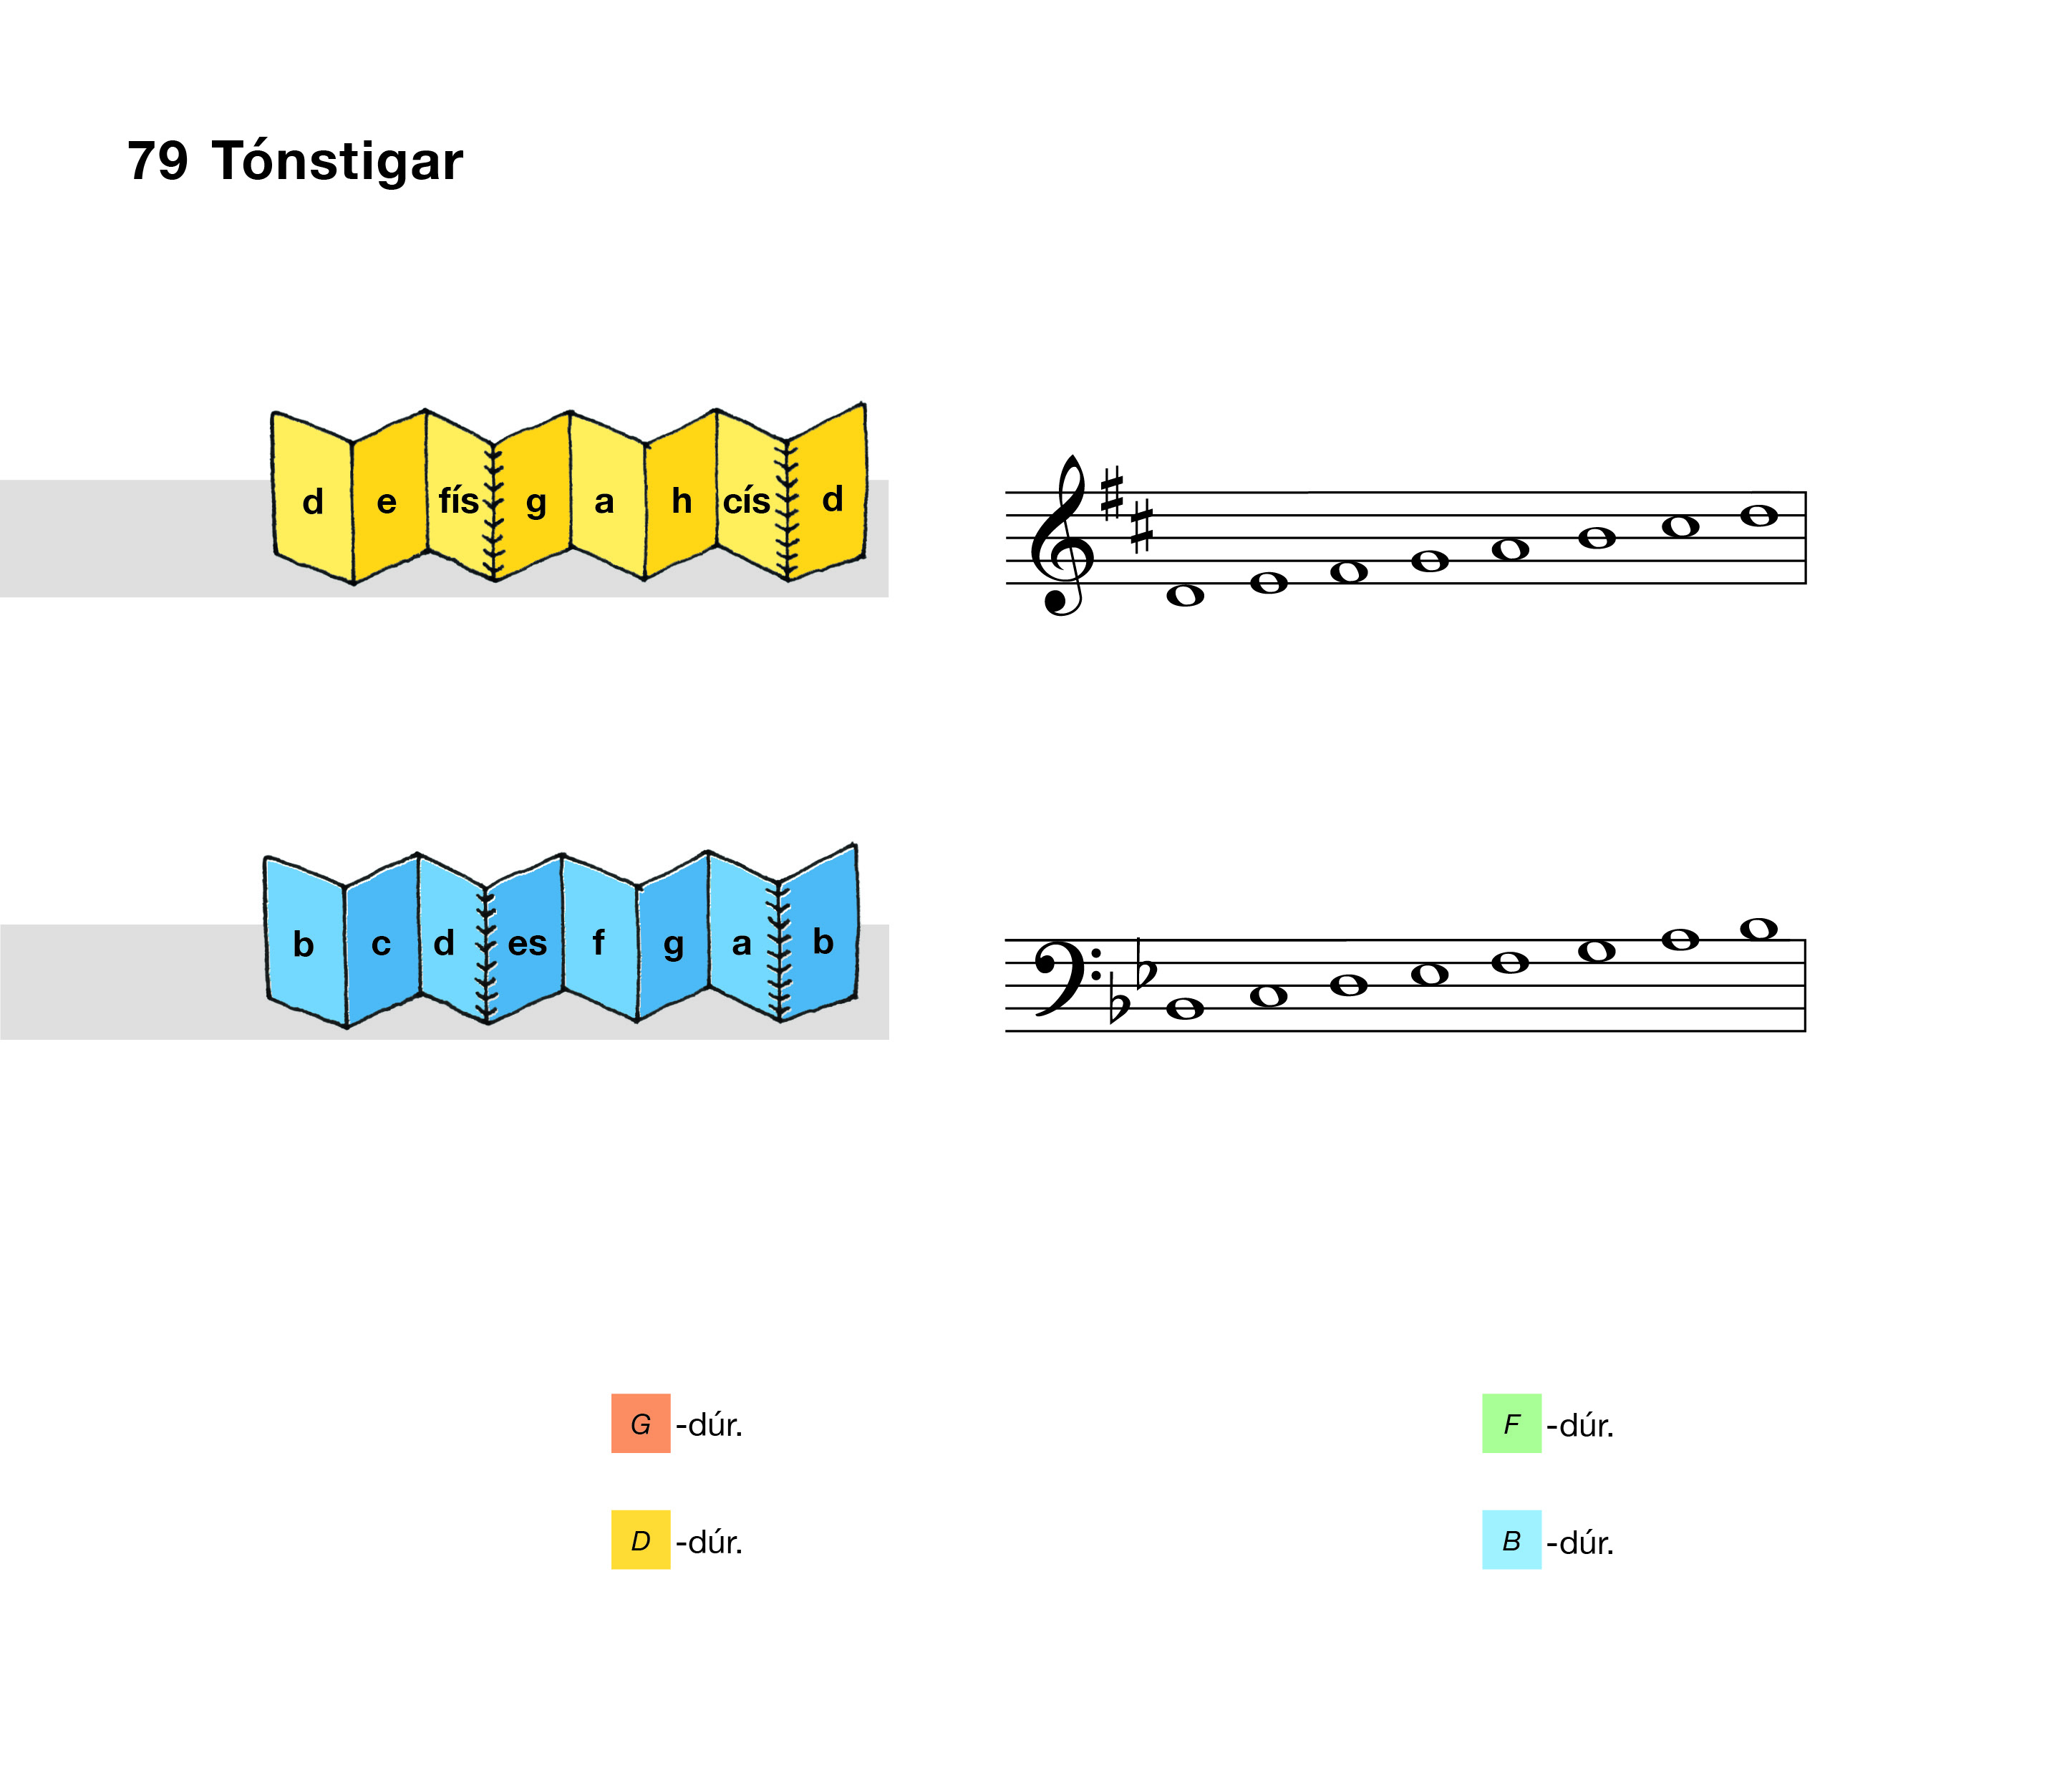 79 Tónstigar
d e fís g a h cís d
b c d es f g a b
G -dúr.
F -dúr.
D -dúr.
B -dúr.